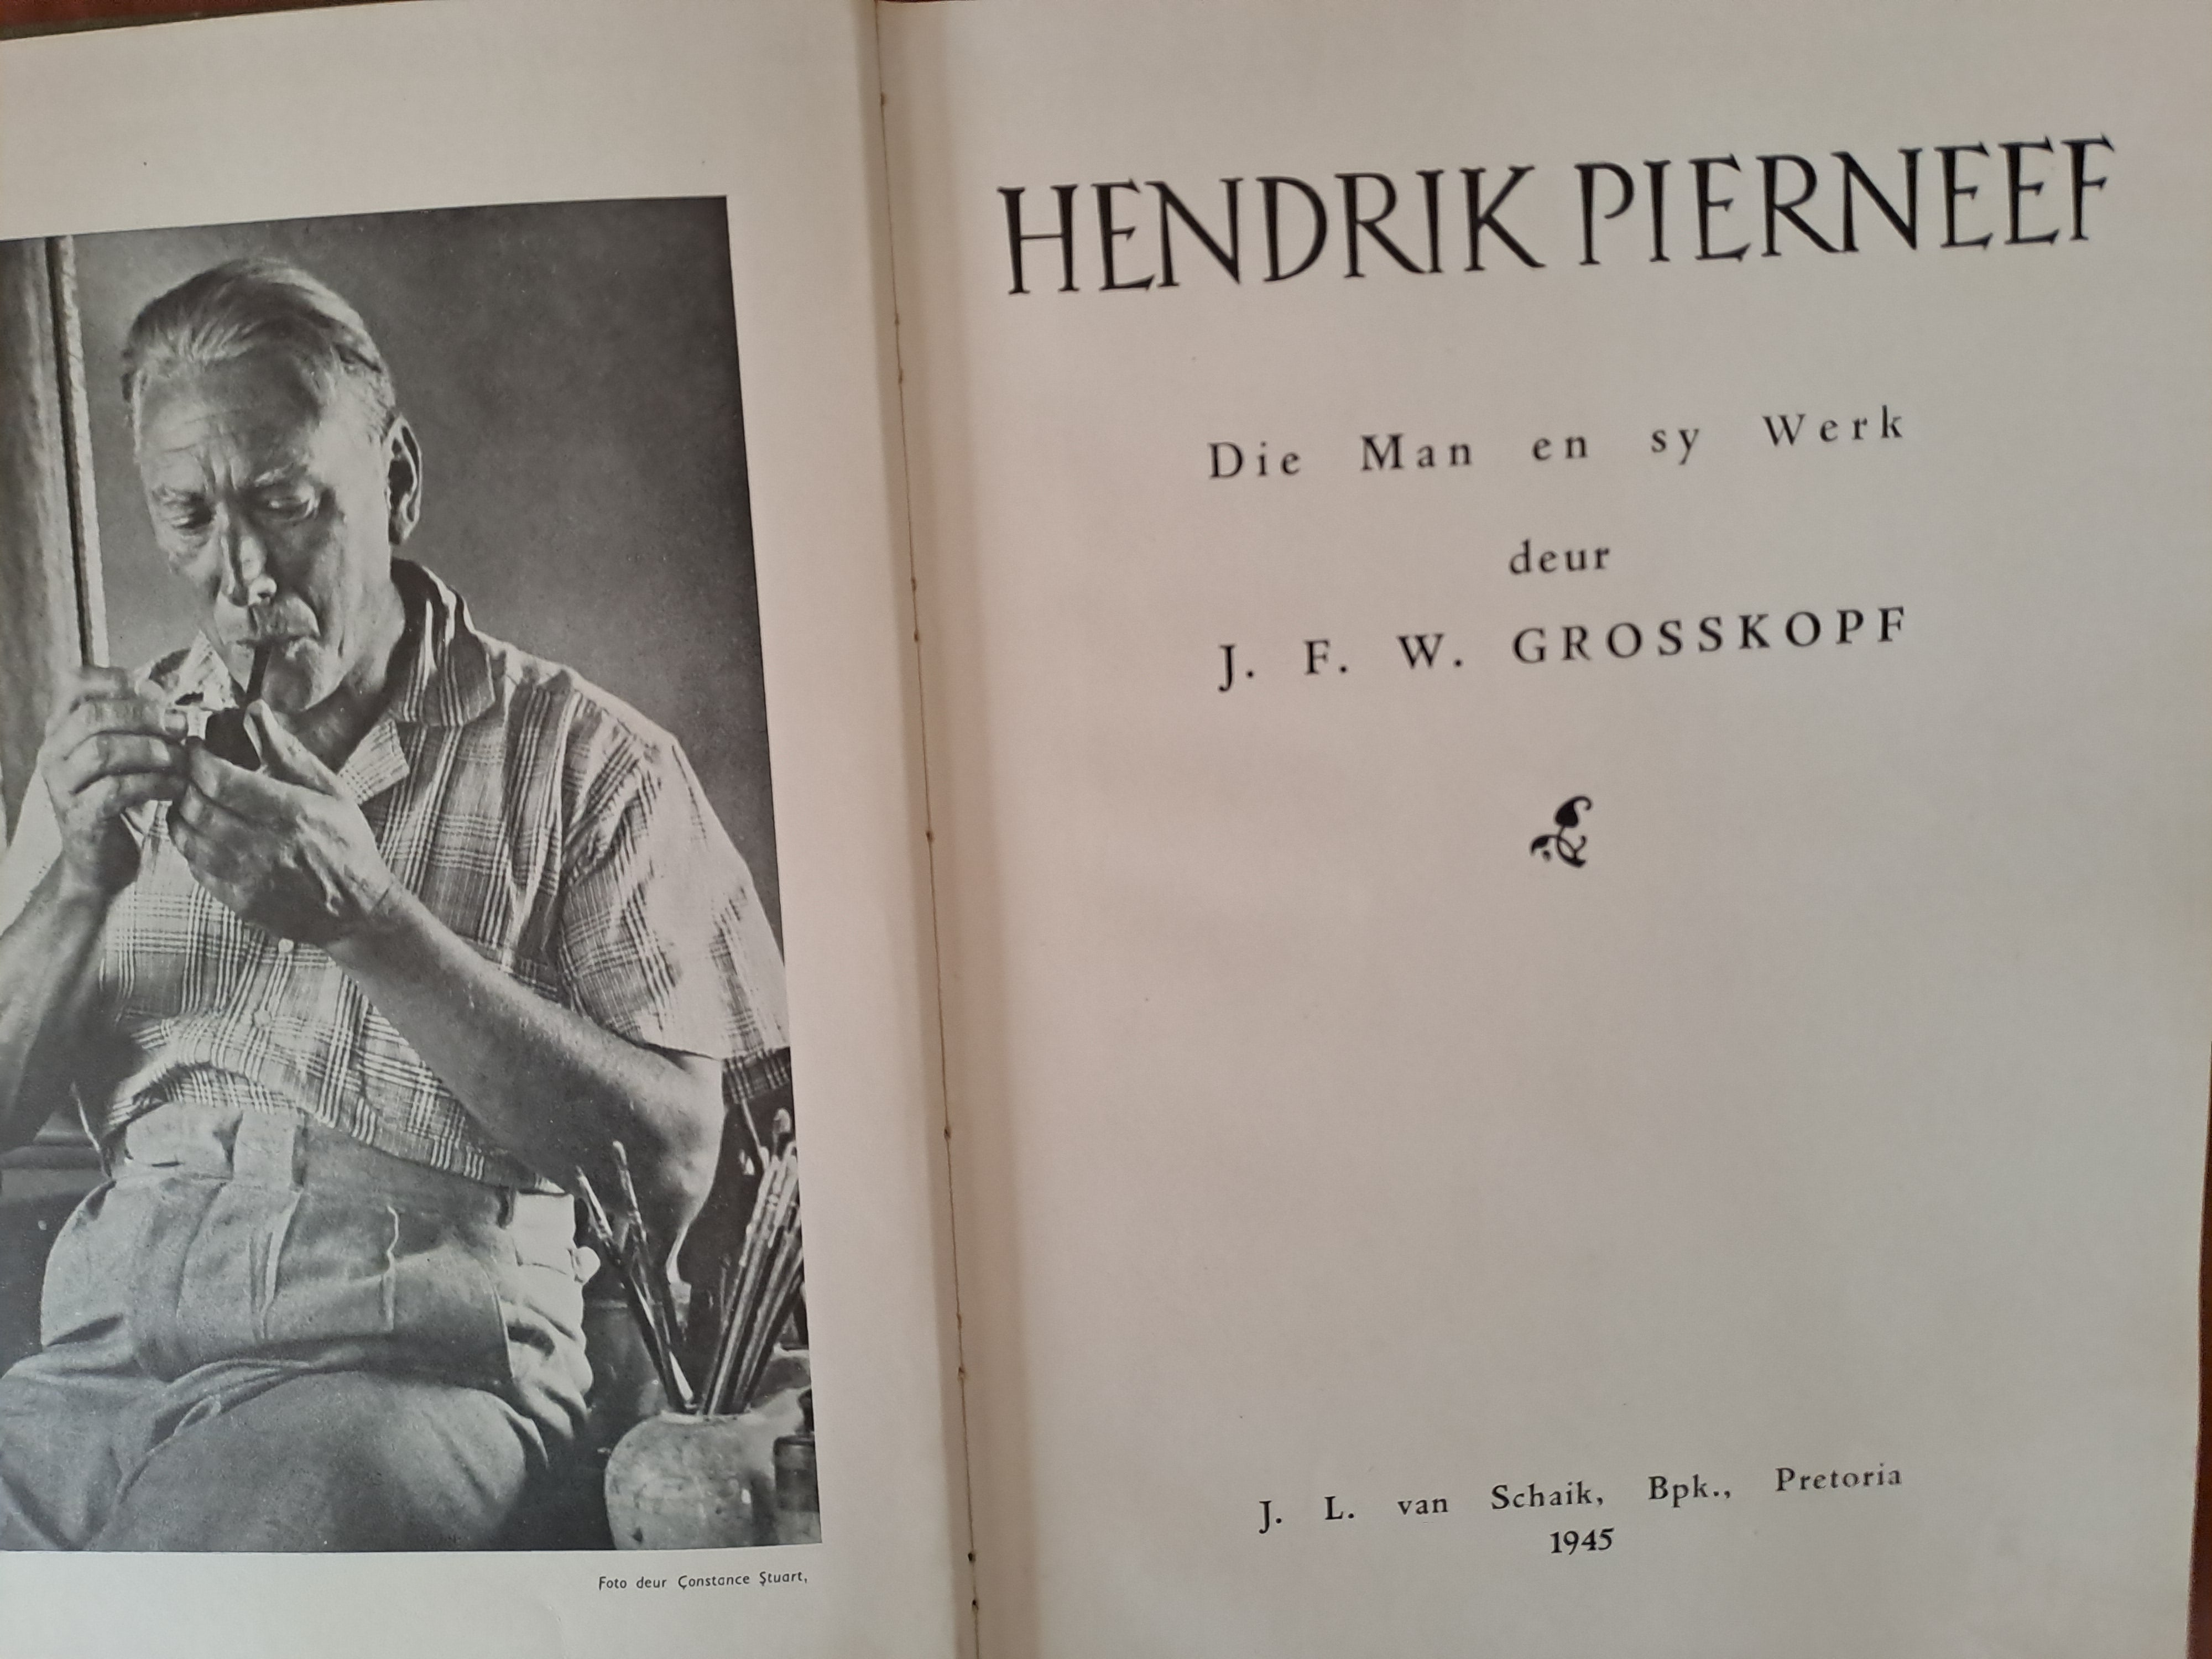 Foto deur Constance Stuart,
HENDRIK PIERNEEF
Die Man en sy Werk
deur
J. F. W. GROSSKOPF
J. L. van Schaik, Bpk., Pretoria
1945